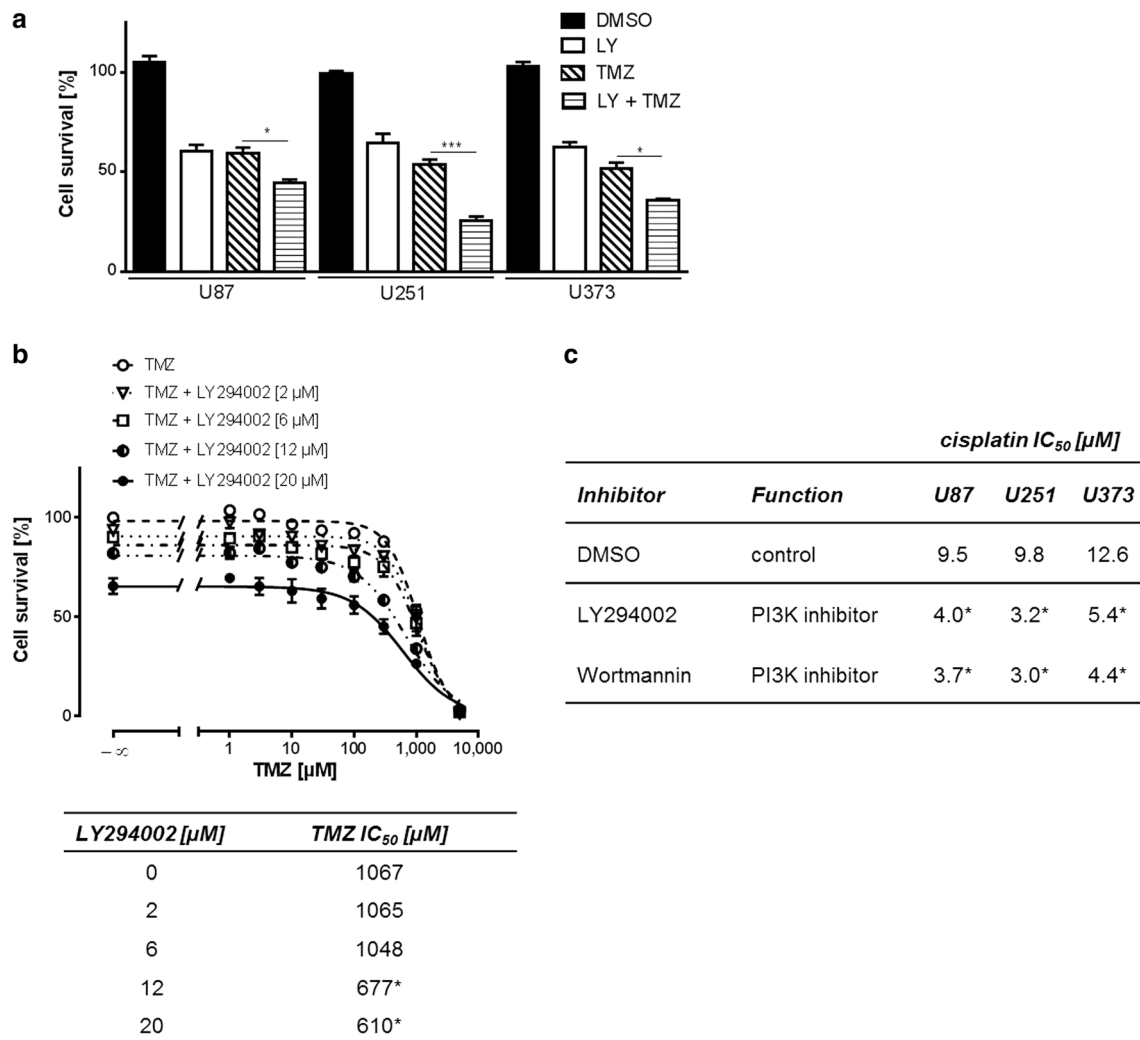 a
Cell survival [%]
100
50
0
DMSO
LY
TMZ
LY + TMZ
*
***
*
U87
U251
U373
b
TMZ
TMZ + LY294002 [2 µM]
TMZ + LY294002 [6 µM]
TMZ + LY294002 [12 µM]
TMZ + LY294002 [20 µM]
Cell survival [%]
100
50
0
– ∞ 1 10 100 1,000 10,000
TMZ [µM]
LY294002 [µM] TMZ IC50 [µM]
0 1067
2 1065
6 1048
12 677*
20 610*
c
cisplatin IC50 [µM]
Inhibitor Function U87 U251 U373
DMSO control 9.5 9.8 12.6
LY294002 PI3K inhibitor 4.0* 3.2* 5.4*
Wortmannin PI3K inhibitor 3.7* 3.0* 4.4*